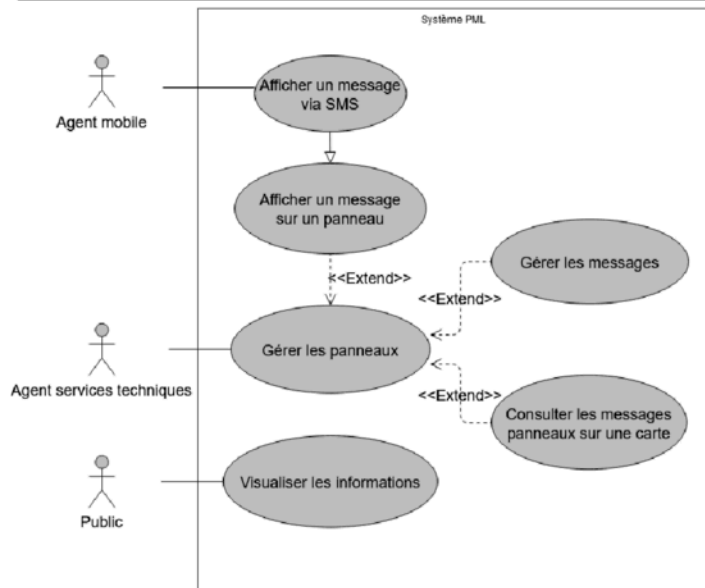 Système PML
Afficher un message
via SMS
Agent mobile
Afficher un message
sur un panneau
<<Extend>>
Gérer les messages
<<Extend>>
Gérer les panneaux
Agent services techniques
<<Extend>>
Consulter les messages
panneaux sur une carte
Visualiser les informations
Public